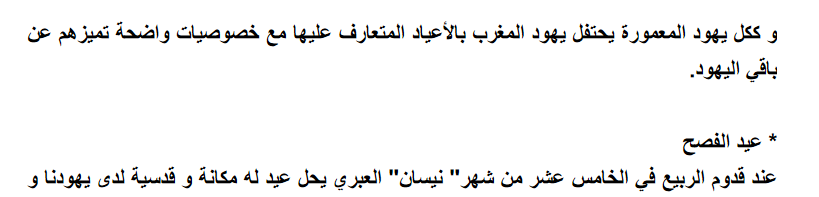 و ككل يهود المعمورة يحتفل يهود المغرب بالأعياد المتعارف عليها مع خصوصيات واضحة تميزهم عن
باقي اليهود.
* عيد الفصح
عند قدوم الربيع في الخامس عشر من شهر" نيسان" العبري يحل عيد له مكانة و قدسية لدى يهودنا و